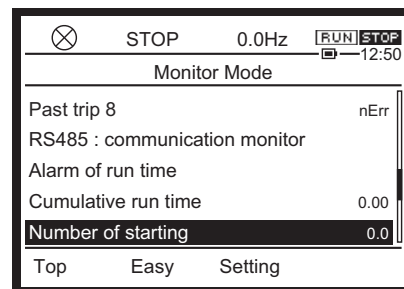 STOP 0.0Hz RUN STOP
12:50
Monitor Mode
Past trip 8 nErr
RS485 : communication monitor
Alarm of run time
Cumulative run time 0.00
Number of starting 0.0
Top Easy Setting